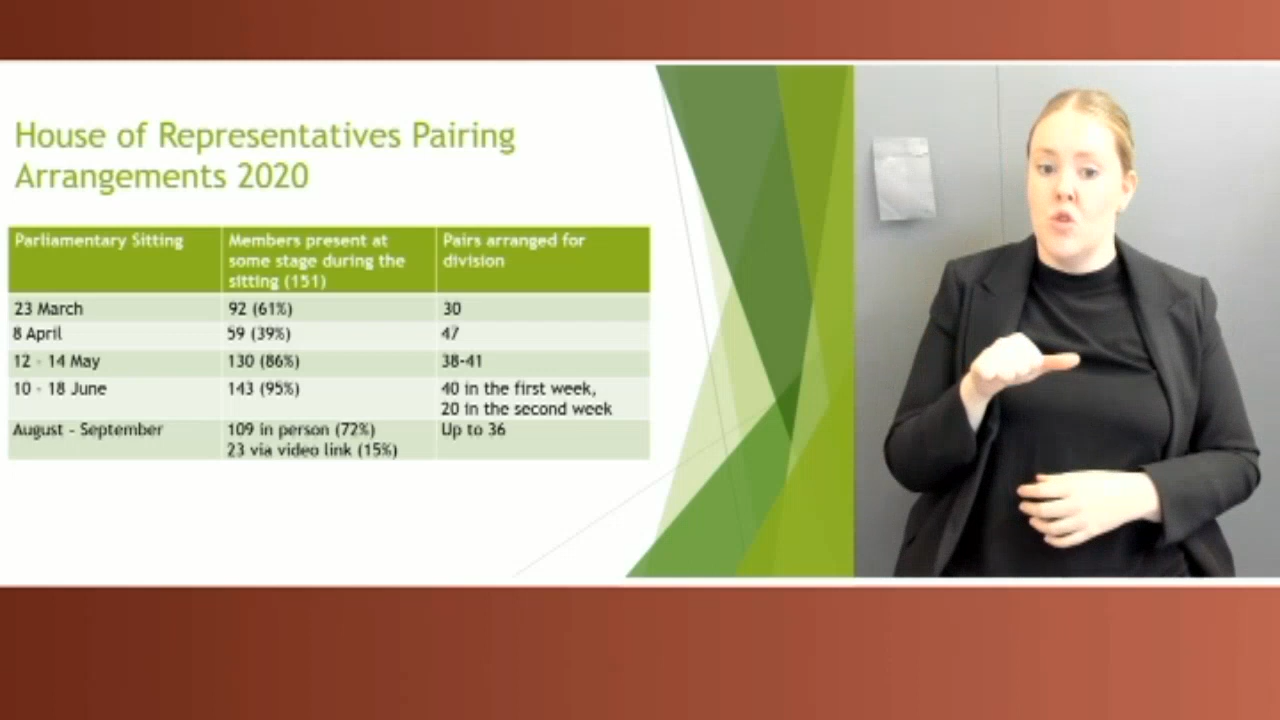 House of Representatives Pairing
Arrangements 2020
Parliamentary Sitting
Members present at
some stage during the
sitting (151)
Pairs arranged for
division
23 March
92 (61%)
30
8 April
59 (39%)
47
12 - 14 May
130 (86%)
38-41
10 - 18 June
143 (95%)
40 in the first week,
20 in the second week
August - September
109 in person (72%)
23 via video link (15%)
Up to 36